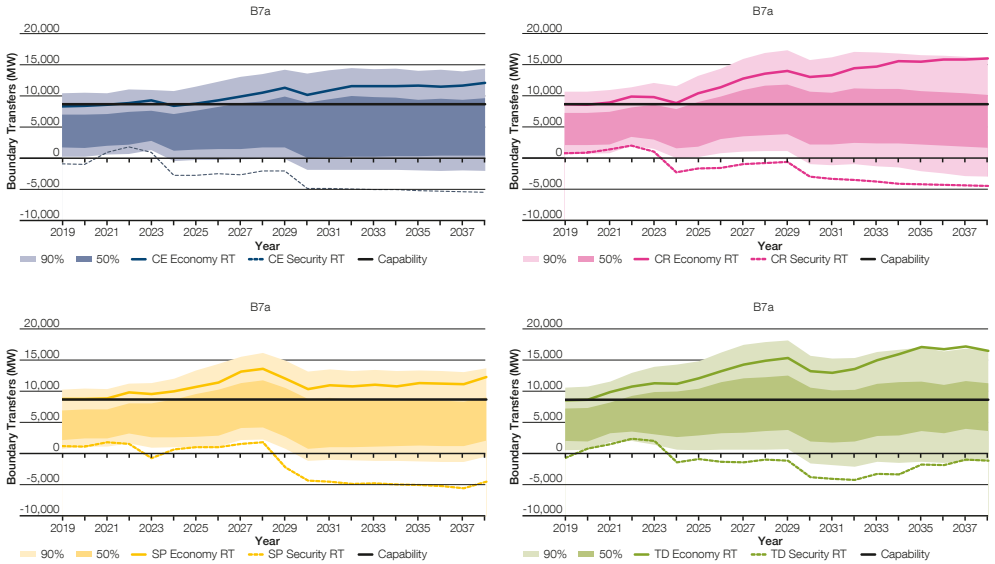 B7a
Boundary Transfers (MW)
20,000
15,000
10,000
5,000
0
-5,000
-10,000
2019 2021 2023 2025 2027 2029 2031 2033 2035 2037
Year
90% 50% CE Economy RT CE Security RT Capability
B7a
Boundary Transfers (MW)
20,000
15,000
10,000
5,000
0
-5,000
-10,000
2019 2021 2023 2025 2027 2029 2031 2033 2035 2037
Year
90% 50% CR Economy RT CR Security RT Capability
B7a
Boundary Transfers (MW)
20,000
15,000
10,000
5,000
0
-5,000
-10,000
2019 2021 2023 2025 2027 2029 2031 2033 2035 2037
Year
90% 50% SP Economy RT SP Security RT Capability
B7a
Boundary Transfers (MW)
20,000
15,000
10,000
5,000
0
-5,000
-10,000
2019 2021 2023 2025 2027 2029 2031 2033 2035 2037
Year
90% 50% TD Economy RT TD Security RT Capability